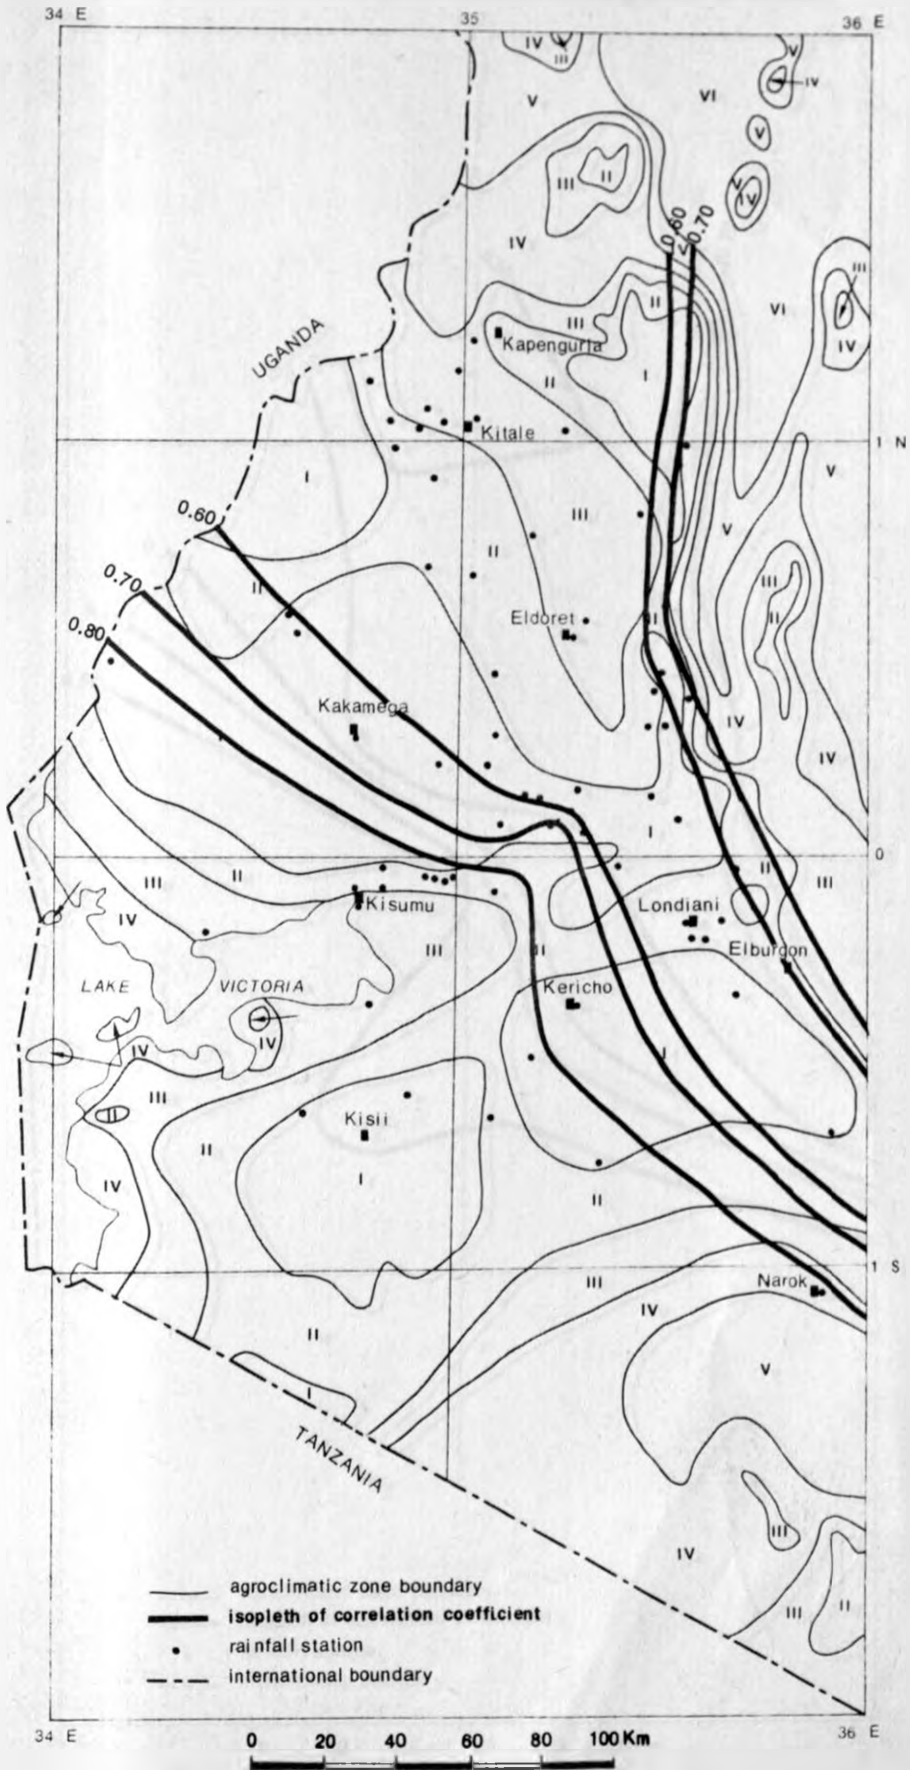 34 E 35 36 E
IV III V IV
V VI
V
III II V IV
0.60 <0.70
IV
III
VI
II
UGANDA III
Kapenguria IV
II I
Kitale
1 N
I V
0.60 III V
II
III
0.70 II
Eldoret II II
0.80
Kakamega IV
I IV
I
0
III II II III
Kisumu Londiani
IV
III II Elburgon
LAKE VICTORIA Kericho
IV IV
I
III
II Kisii
II
IV I II
1 S
III Narok
IV
II
V
I
TANZANIA
III
IV
III II
agroclimatic zone boundary
isopleth of correlation coefficient
rainfall station
international boundary
34 E 36 E
0 20 40 60 80 100 Km